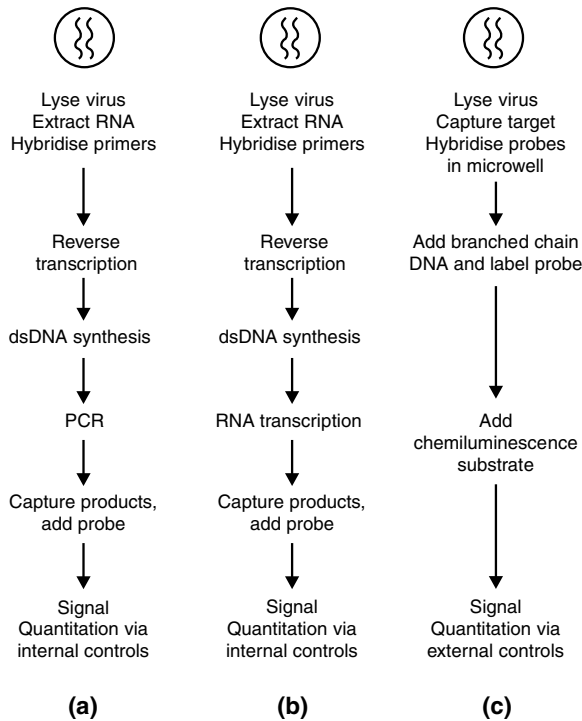 Lyse virus
Extract RNA
Hybridise primers
Reverse
transcription
dsDNA synthesis
PCR
Capture products,
add probe
Signal
Quantitation via
internal controls
(a)
Lyse virus
Extract RNA
Hybridise primers
Reverse
transcription
dsDNA synthesis
RNA transcription
Capture products,
add probe
Signal
Quantitation via
internal controls
(b)
Lyse virus
Capture target
Hybridise probes
in microwell
Add branched chain
DNA and label probe
Add
chemiluminescence
substrate
Signal
Quantitation via
external controls
(c)